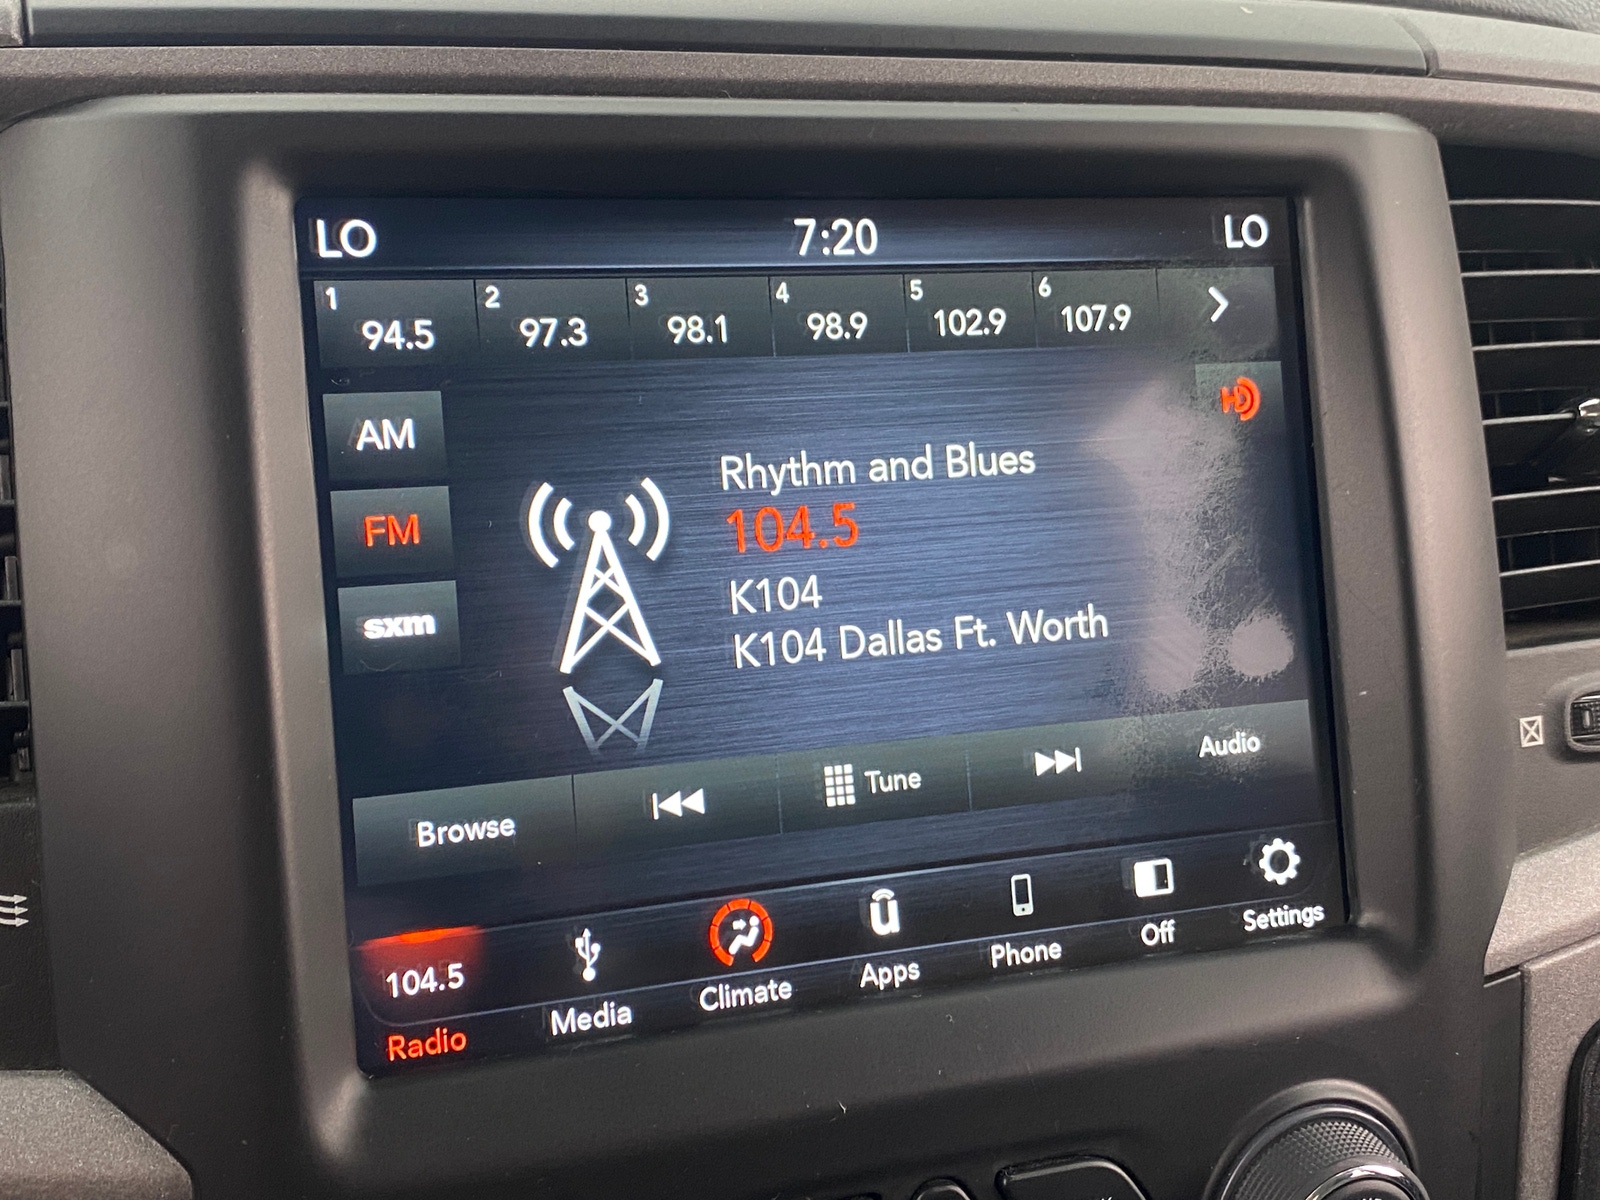 LO 7:20 LO
1 94.5 2 97.3 3 98.1 4 98.9 5 102.9 6 107.9
AM
FM
sxm
HD
Rhythm and Blues
104.5
K104
K104 Dallas Ft. Worth
Browse Tune Audio
104.5
Radio Media Climate Apps Phone Off Settings